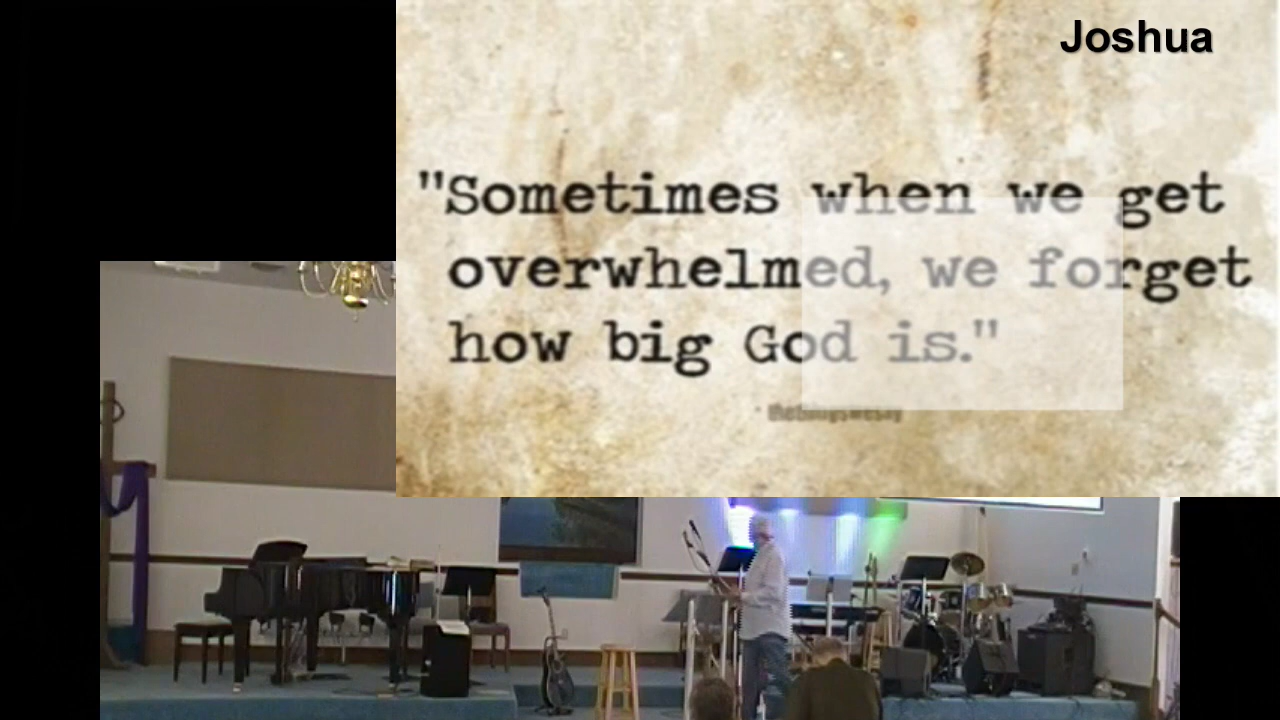 Joshua
"Sometimes when we get
overwhelmed, we forget
how big God is."